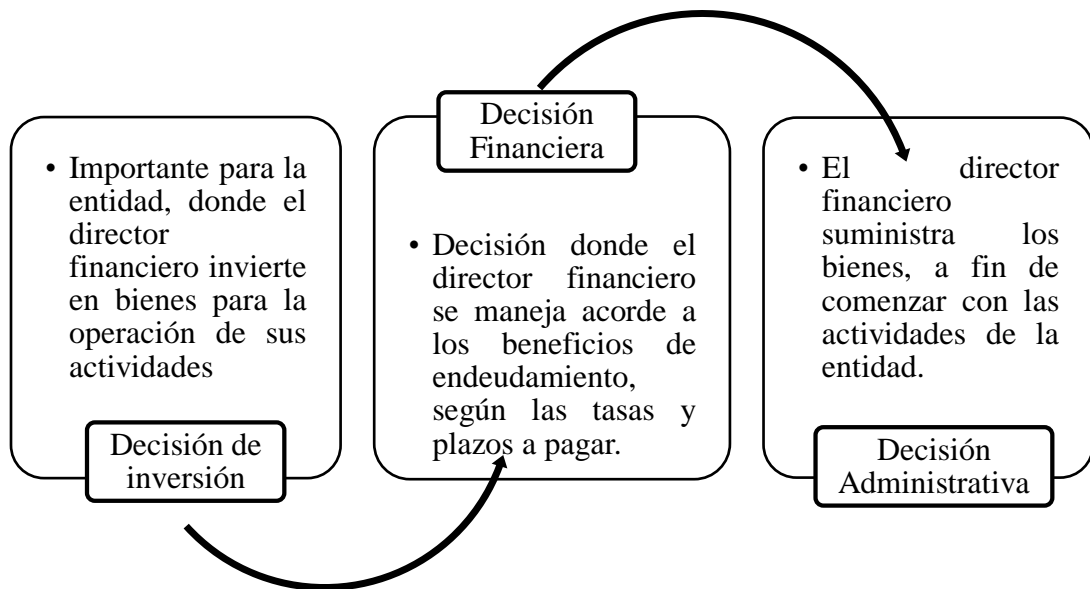 • Importante para la
entidad, donde el
director
financiero invierte
en bienes para la
operación de sus
actividades
Decisión de
inversión
Decisión
Financiera
• Decisión donde el
director financiero
se maneja acorde a
los beneficios de
endeudamiento,
según las tasas y
plazos a pagar.
• El director
financiero
suministra los
bienes, a fin de
comenzar con las
actividades de la
entidad.
Decisión
Administrativa